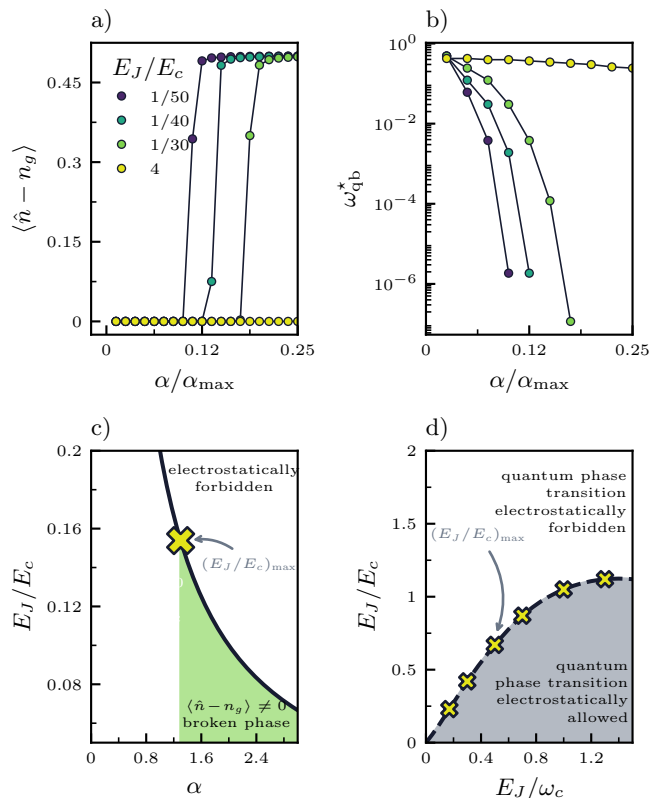 a)
0.45
0.3
0.15
0
⟨n̂ − n_g⟩
E_J/E_c
1/50
1/40
1/30
4
0
0.12
0.25
α/α_max
b)
10^0
10^−2
10^−4
10^−6
ω*_qb
0
0.12
0.25
α/α_max
c)
0.2
0.16
0.12
0.08
E_J/E_c
electrostatically
forbidden
(E_J/E_c)_max
⟨n̂ − n_g⟩ ≠ 0
broken phase
0
1.2
2.4
α
d)
2
1.5
1
0.5
0
E_J/E_c
quantum phase
transition
electrostatically
forbidden
(E_J/E_c)_max
quantum
phase transition
electrostatically
allowed
0
0.4
0.8
1.2
E_J/ω_c